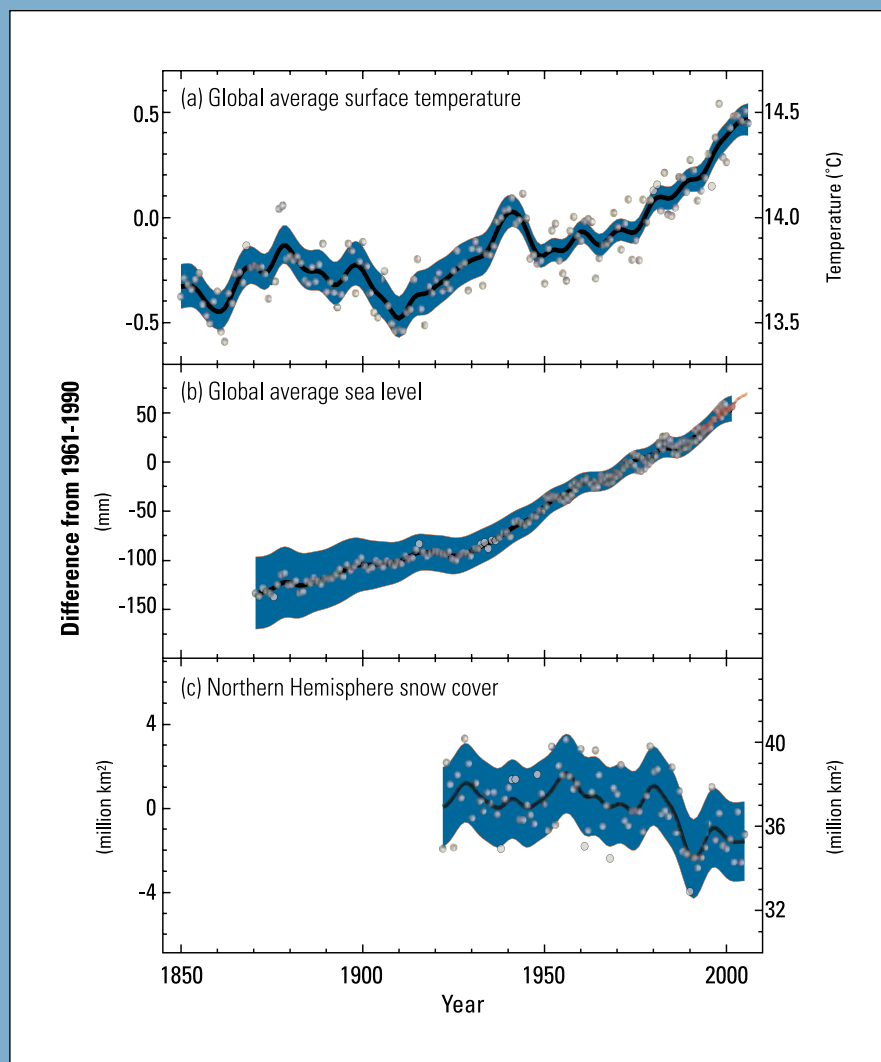 (a) Global average surface temperature
0.5
0.0
-0.5
14.5
14.0
13.5
Temperature (°C)
Difference from 1961-1990
(b) Global average sea level
(mm)
50
0
-50
-100
-150
(c) Northern Hemisphere snow cover
(million km²)
4
0
-4
40
36
32
(million km²)
1850
1900
1950
2000
Year